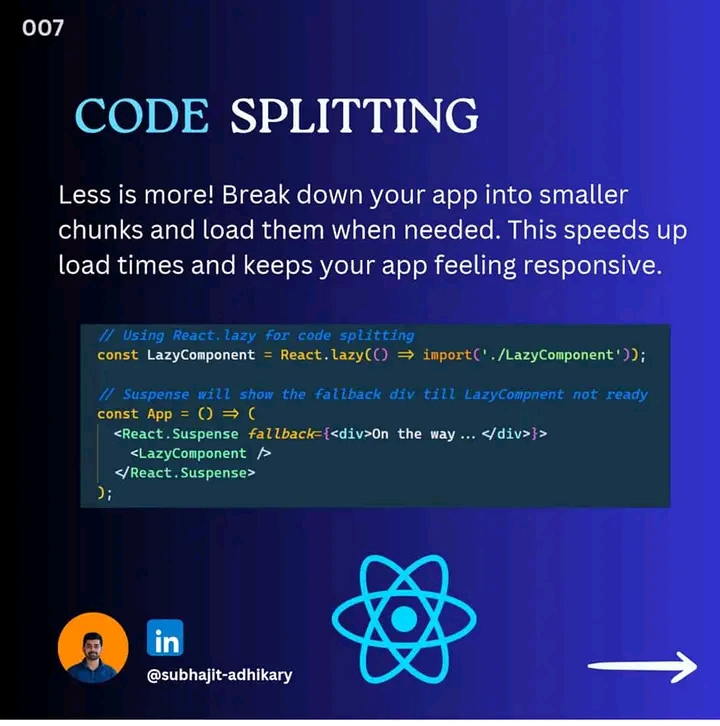 007
CODE SPLITTING
Less is more! Break down your app into smaller
chunks and load them when needed. This speeds up
load times and keeps your app feeling responsive.
// Using React.lazy for code splitting
const LazyComponent = React.lazy(() => import('./LazyComponent'));
// Suspense will show the fallback div till LazyCompnent not ready
const App = () => (
<React.Suspense fallback={<div>On the way...</div>}>
<LazyComponent />
</React.Suspense>
);
in
@subhajit-adhikary